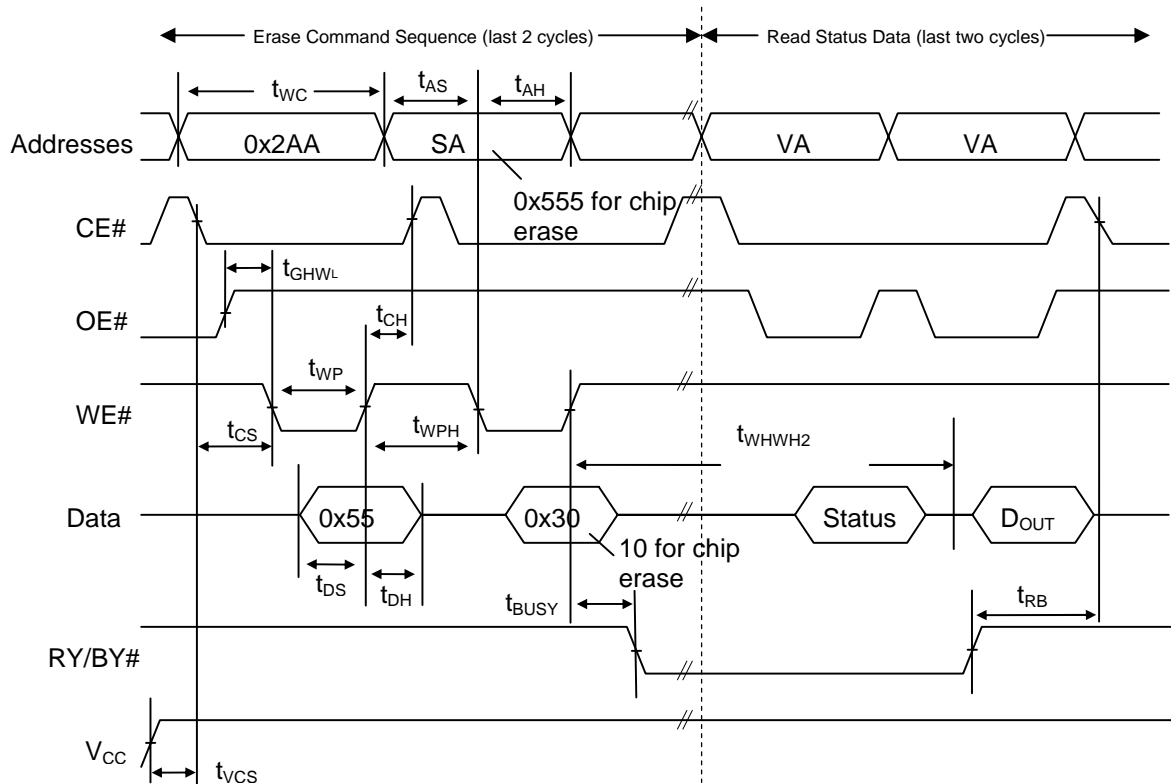 Erase Command Sequence (last 2 cycles)
Read Status Data (last two cycles)
tWC
tAS
tAH
Addresses
0x2AA
SA
VA
VA
0x555 for chip
erase
CE#
tGHWL
OE#
tCH
tWP
WE#
tCS
tWPH
tWHWH2
Data
0x55
0x30
Status
DOUT
10 for chip
erase
tDS
tDH
tBUSY
tRB
RY/BY#
VCC
tVCS